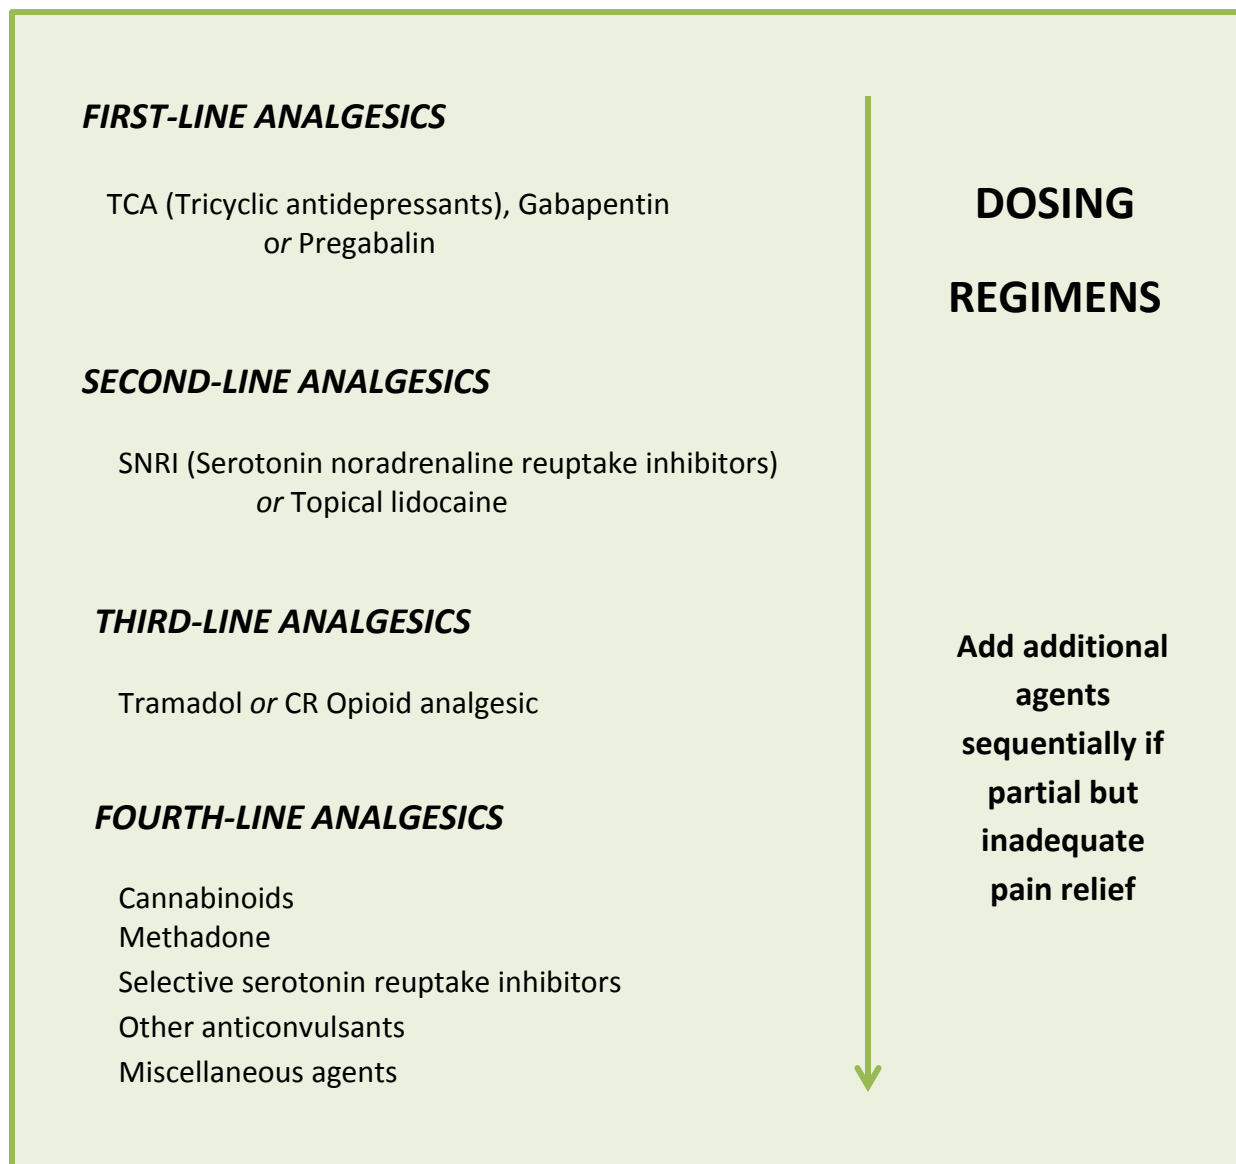 FIRST-LINE ANALGESICS
TCA (Tricyclic antidepressants), Gabapentin
or Pregabalin
SECOND-LINE ANALGESICS
SNRI (Serotonin noradrenaline reuptake inhibitors)
or Topical lidocaine
THIRD-LINE ANALGESICS
Tramadol or CR Opioid analgesic
FOURTH-LINE ANALGESICS
Cannabinoids
Methadone
Selective serotonin reuptake inhibitors
Other anticonvulsants
Miscellaneous agents
DOSING
REGIMENS
Add additional
agents
sequentially if
partial but
inadequate
pain relief